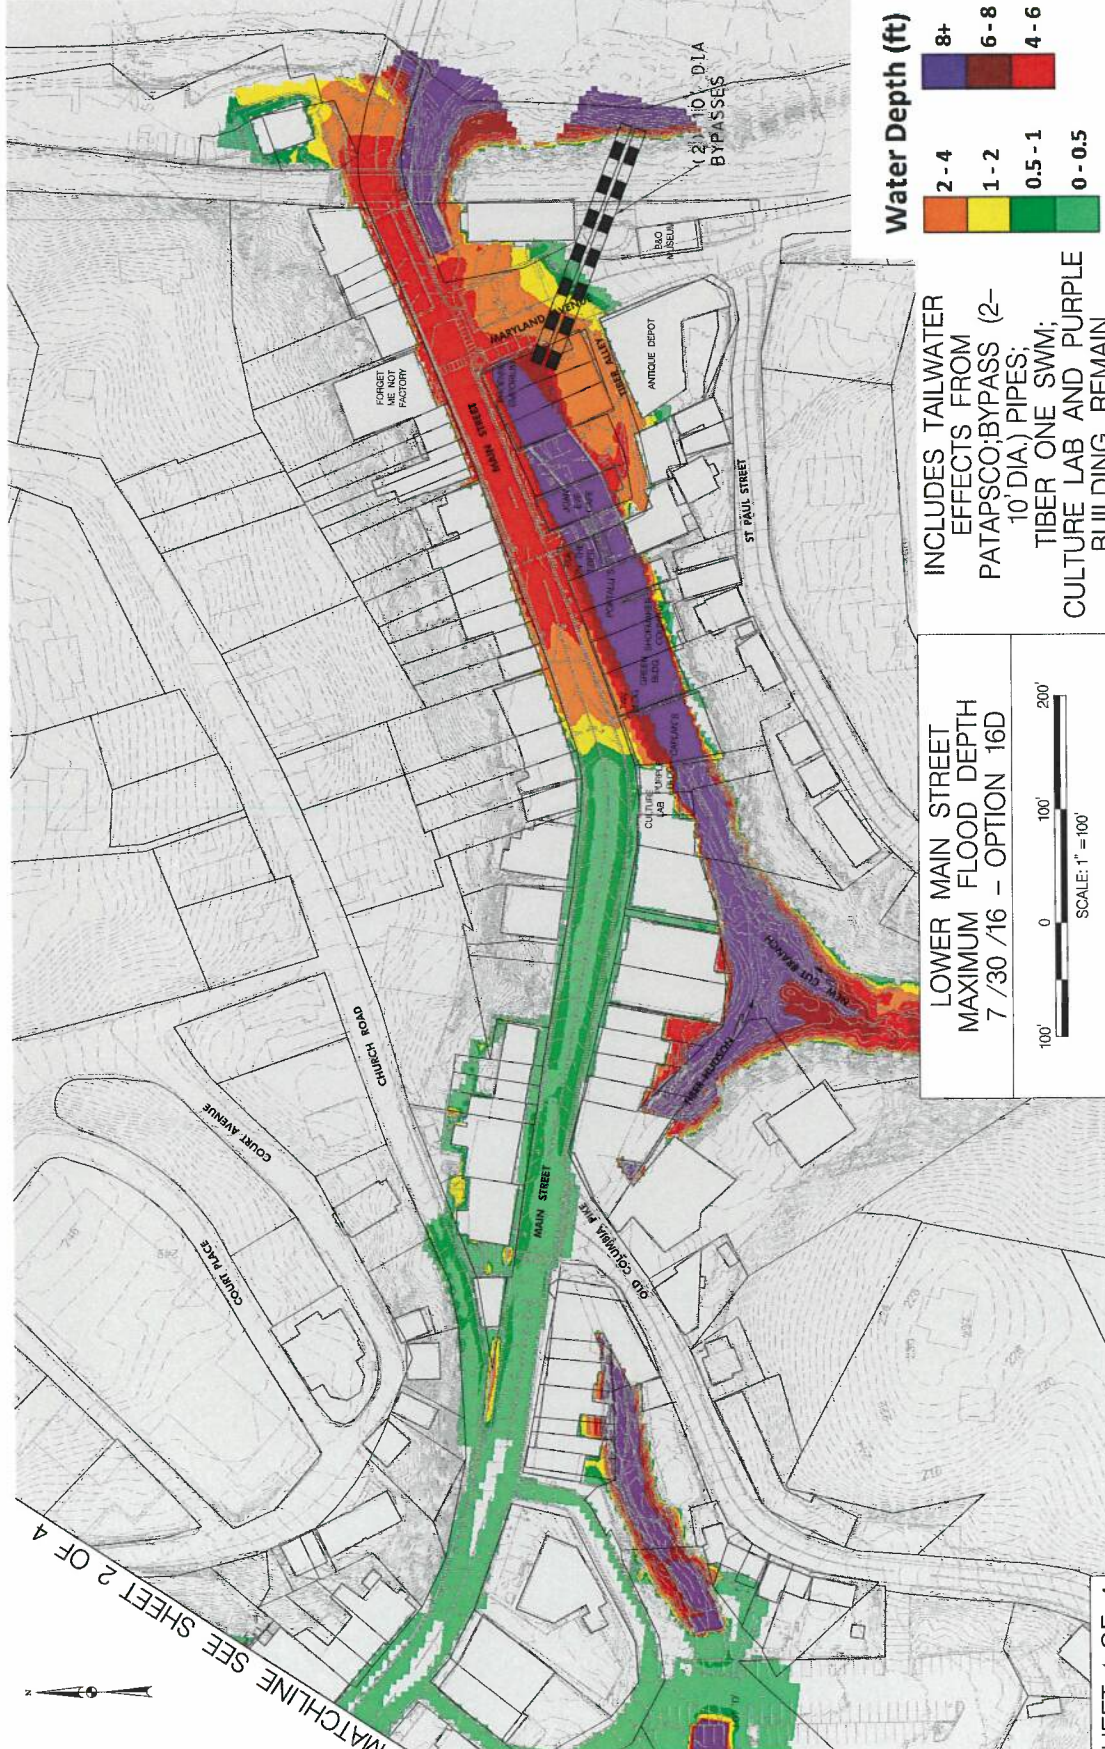 MATCHLINE SEE SHEET 2 OF 4
N
COURT PLACE
COURT AVENUE
CHURCH ROAD
MAIN STREET
OLD COLUMBIA PIKE
TIBER-HUDSON
NEW CUT BRANCH
CULTURE
LAB
GREEN
BLDG
PORTALLI'S
MAIN STREET
FORGET
ME NOT
FACTORY
MARYLAND
TIBER ALLEY
ANTIQUE DEPOT
ST PAUL STREET
B&O
MUSEUM
(2) 10' DIA
BYPASSES
LOWER MAIN STREET
MAXIMUM FLOOD DEPTH
7 /30 /16 – OPTION 16D
100' 0 100' 200'
SCALE: 1" =100'
INCLUDES TAILWATER
EFFECTS FROM
PATAPSCO;BYPASS (2–
10' DIA) PIPES;
TIBER ONE SWM;
CULTURE LAB AND PURPLE
BUILDING REMAIN
Water Depth (ft)
2 - 4
1 - 2
0.5 - 1
0 - 0.5
8+
6 - 8
4 - 6